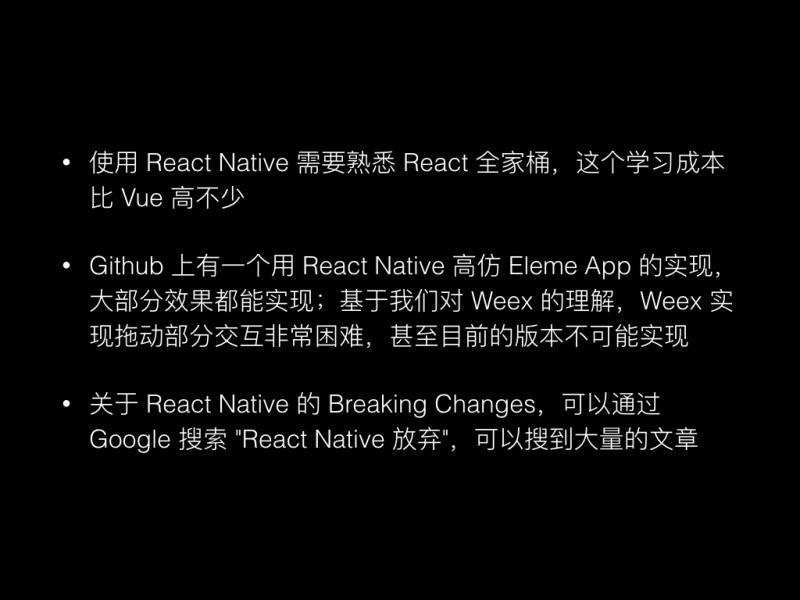 • 使用 React Native 需要熟悉 React 全家桶，这个学习成本
比 Vue 高不少
• Github 上有一个用 React Native 高仿 Eleme App 的实现，
大部分效果都能实现；基于我们对 Weex 的理解，Weex 实
现拖动部分交互非常困难，甚至目前的版本不可能实现
• 关于 React Native 的 Breaking Changes，可以通过
Google 搜索 "React Native 放弃"，可以搜到大量的文章